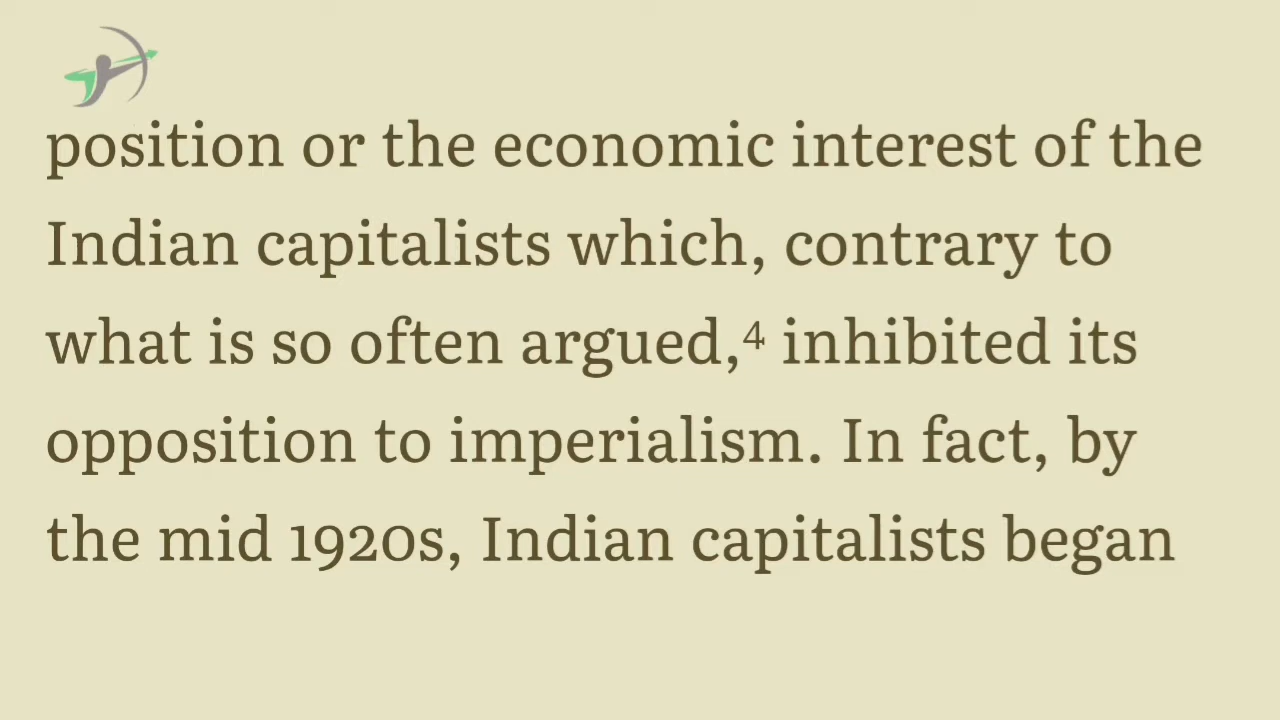 position or the economic interest of the
Indian capitalists which, contrary to
what is so often argued,⁴ inhibited its
opposition to imperialism. In fact, by
the mid 1920s, Indian capitalists began